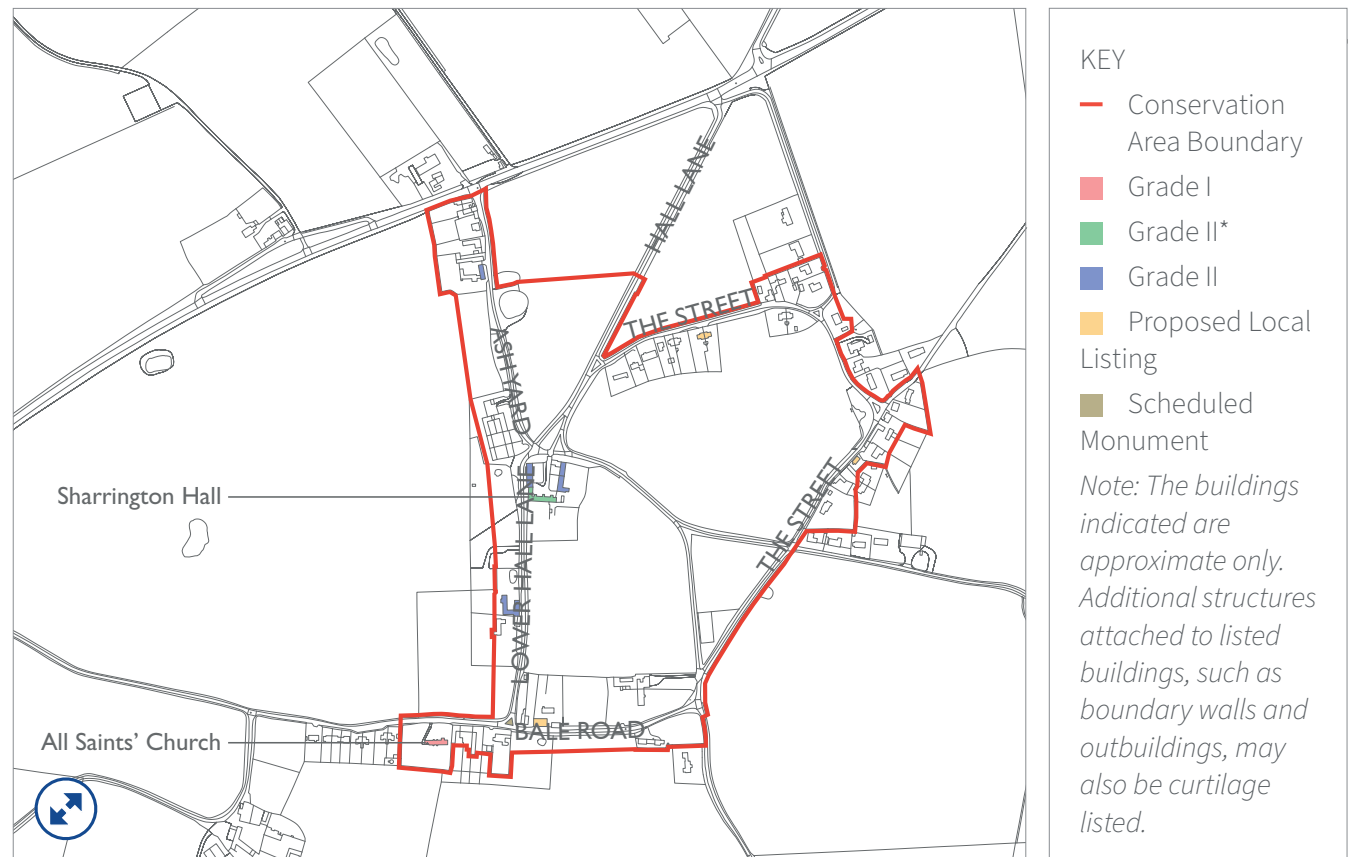 HALL LANE
THE STREET
ASH YARD
Sharrington Hall
LOWER HALL LANE
THE STREET
All Saints’ Church
BALE ROAD
KEY
Conservation
Area Boundary
Grade I
Grade II*
Grade II
Proposed Local
Listing
Scheduled
Monument
Note: The buildings
indicated are
approximate only.
Additional structures
attached to listed
buildings, such as
boundary walls and
outbuildings, may
also be curtilage
listed.